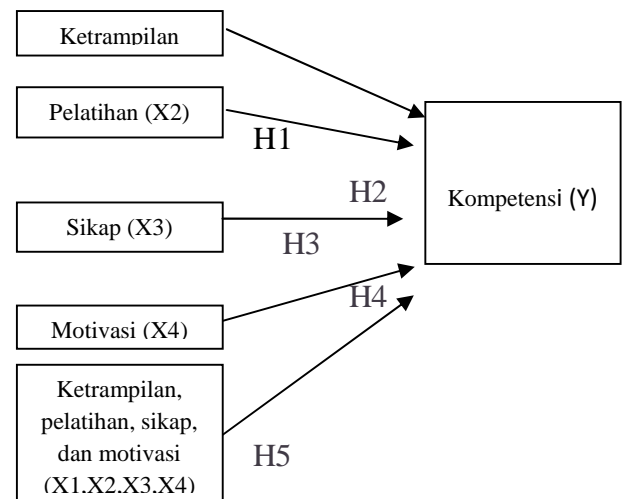 Ketrampilan
Pelatihan (X2)
H1
H2
Kompetensi (Y)
Sikap (X3)
H3
H4
Motivasi (X4)
Ketrampilan,
pelatihan, sikap,
dan motivasi
(X1,X2,X3,X4)
H5